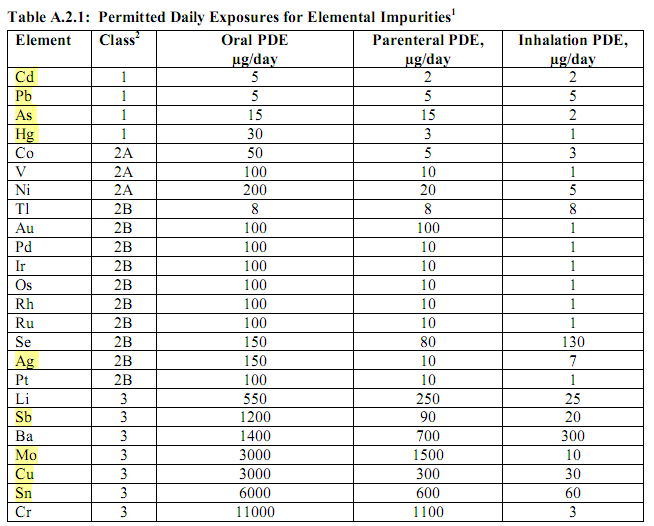 Table A.2.1: Permitted Daily Exposures for Elemental Impurities1
Element Class2 Oral PDE µg/day Parenteral PDE, µg/day Inhalation PDE, µg/day
Cd 1 5 2 2
Pb 1 5 5 5
As 1 15 15 2
Hg 1 30 3 1
Co 2A 50 5 3
V 2A 100 10 1
Ni 2A 200 20 5
Tl 2B 8 8 8
Au 2B 100 100 1
Pd 2B 100 10 1
Ir 2B 100 10 1
Os 2B 100 10 1
Rh 2B 100 10 1
Ru 2B 100 10 1
Se 2B 150 80 130
Ag 2B 150 10 7
Pt 2B 100 10 1
Li 3 550 250 25
Sb 3 1200 90 20
Ba 3 1400 700 300
Mo 3 3000 1500 10
Cu 3 3000 300 30
Sn 3 6000 600 60
Cr 3 11000 1100 3